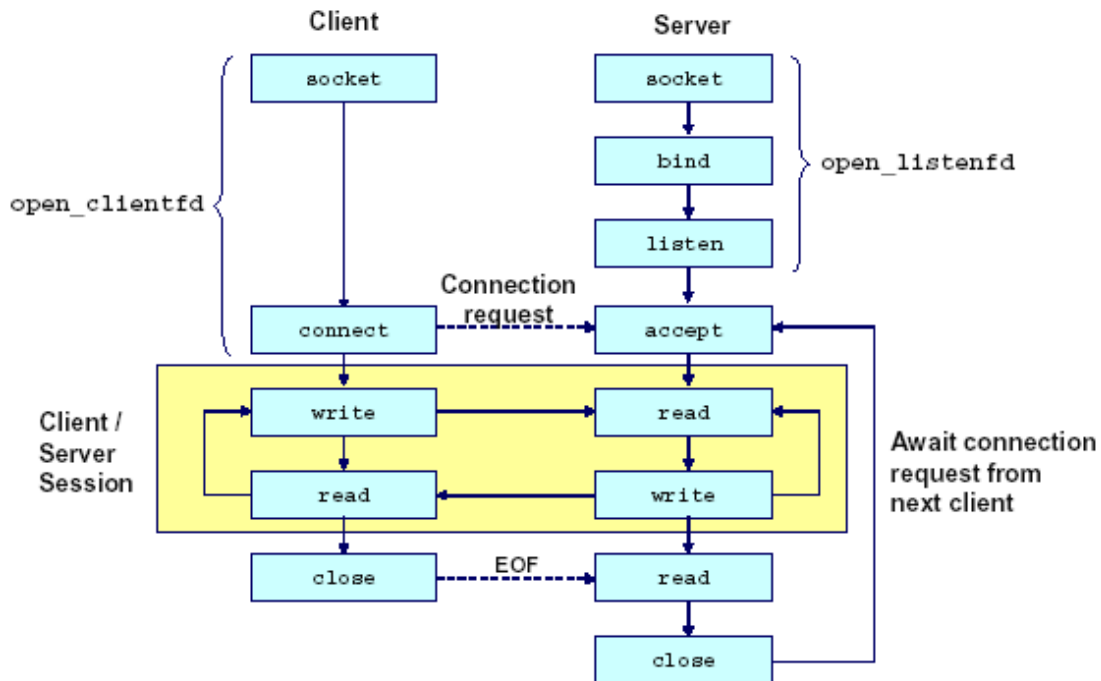 Client
Server
socket
socket
bind
open_listenfd
open_clientfd
listen
Connection
request
connect
accept
Client /
Server
Session
write
read
Await connection
request from
next client
read
write
close
EOF
read
close